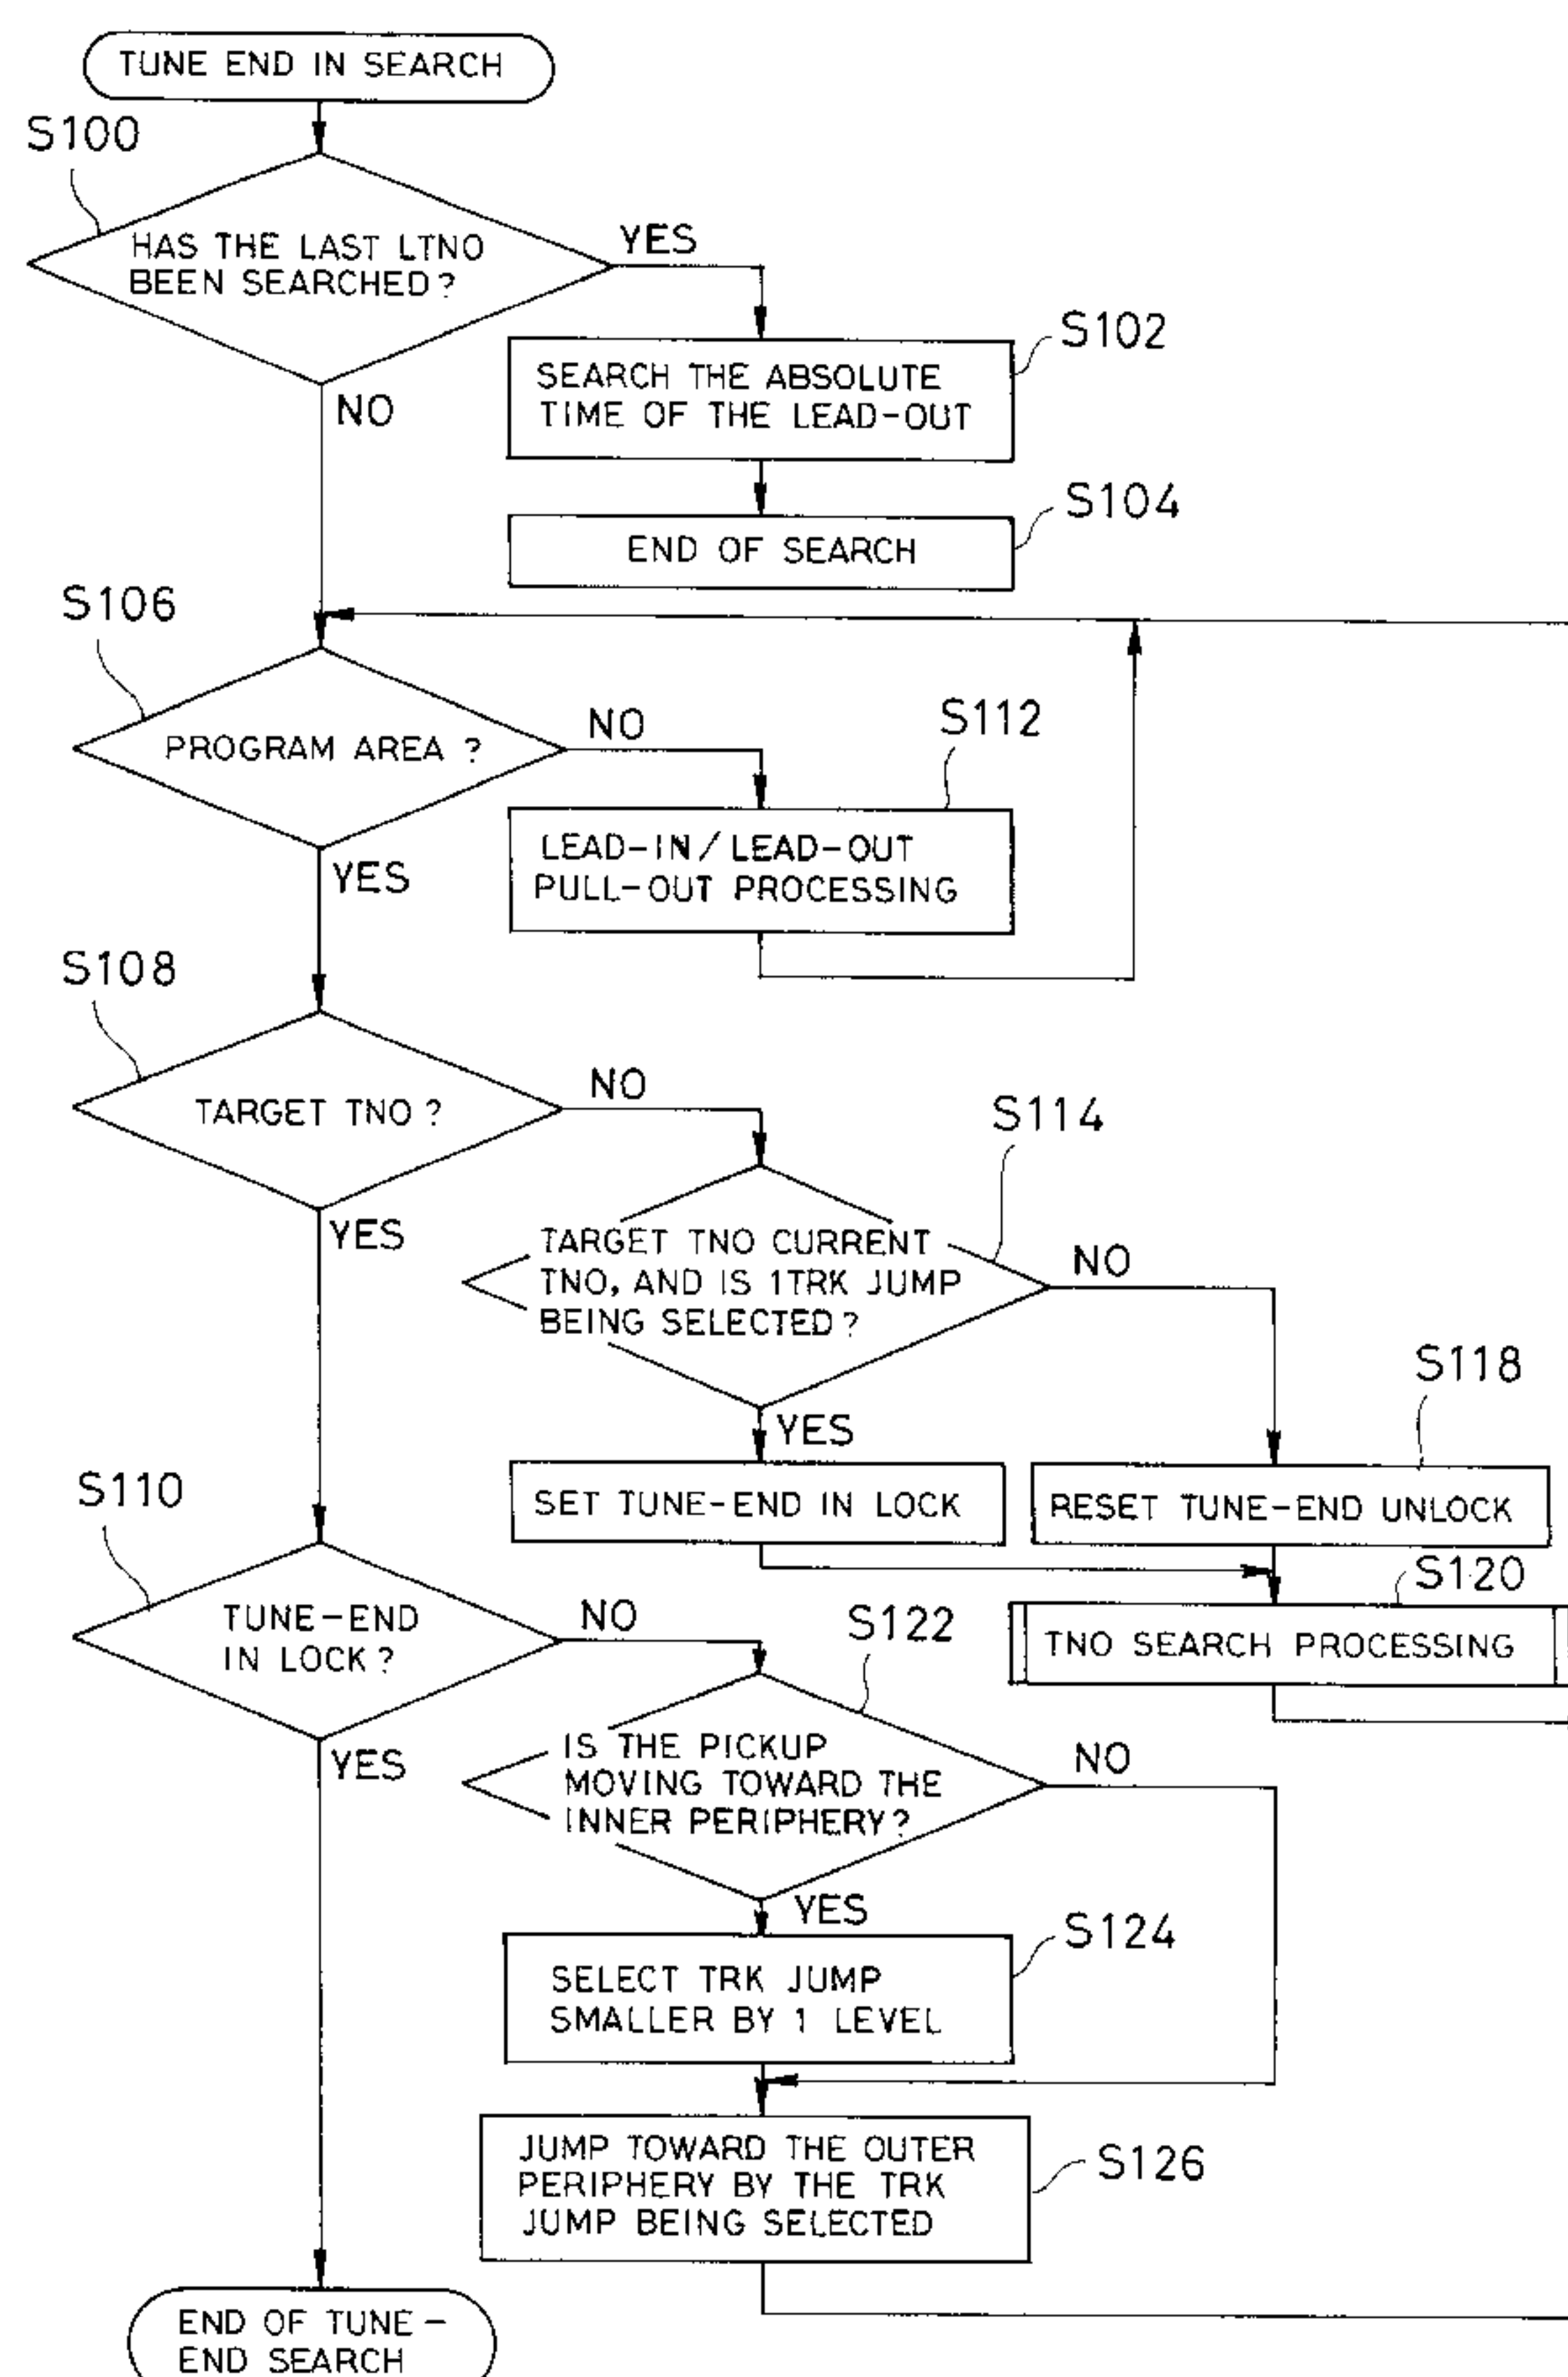 TUNE END IN SEARCH
S100
HAS THE LAST LTNO
BEEN SEARCHED?
YES
NO
S102
SEARCH THE ABSOLUTE
TIME OF THE LEAD-OUT
S104
END OF SEARCH
S106
PROGRAM AREA ?
NO
YES
S112
LEAD-IN/LEAD-OUT
PULL-OUT PROCESSING
S108
TARGET TNO ?
NO
YES
S114
TARGET TNO CURRENT
TNO, AND IS 1TRK JUMP
BEING SELECTED ?
NO
YES
S118
SET TUNE-END IN LOCK
RESET TUNE-END UNLOCK
S120
TNO SEARCH PROCESSING
S110
TUNE-END
IN LOCK ?
NO
YES
S122
IS THE PICKUP
MOVING TOWARD THE
INNER PERIPHERY?
NO
YES
S124
SELECT TRK JUMP
SMALLER BY 1 LEVEL
JUMP TOWARD THE OUTER
PERIPHERY BY THE TRK
JUMP BEING SELECTED
S126
END OF TUNE-
END SEARCH